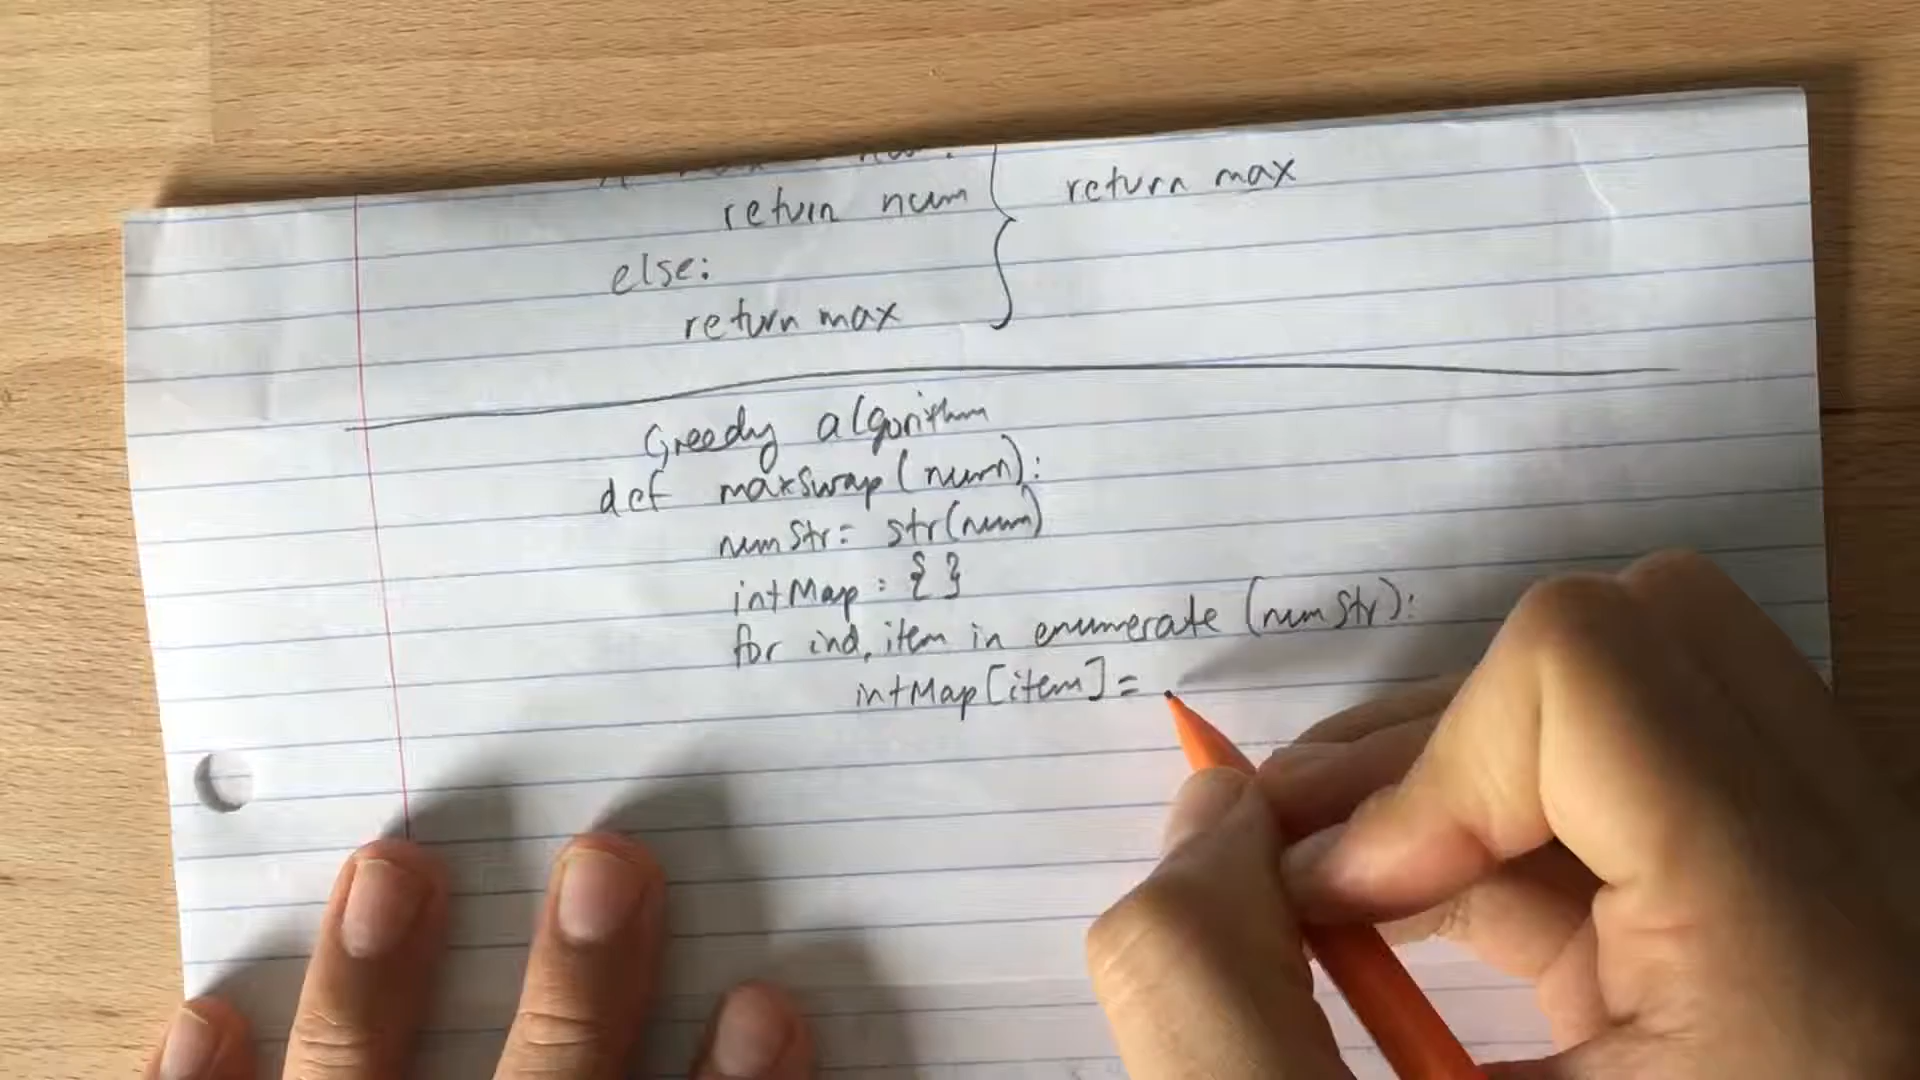 return num return max
else:
return max
Greedy algorithm
def maxSwap(num):
numStr = str(num)
intMap = { }
for ind, item in enumerate (numStr):
intMap[item] =